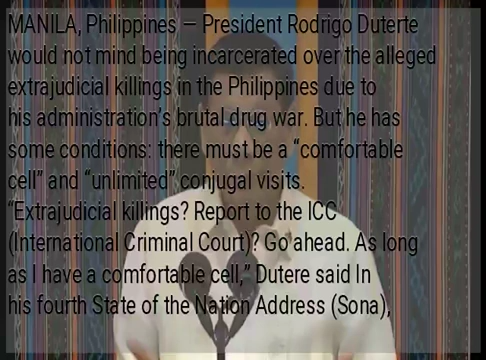 MANILA, Philippines — President Rodrigo Duterte
would not mind being incarcerated over the alleged
extrajudicial killings in the Philippines due to
his administration's brutal drug war. But he has
some conditions: there must be a “comfortable
cell” and “unlimited” conjugal visits.
“Extrajudicial killings? Report to the ICC
(International Criminal Court)? Go ahead. As long
as I have a comfortable cell,” Dutere said In
his fourth State of the Nation Address (Sona),